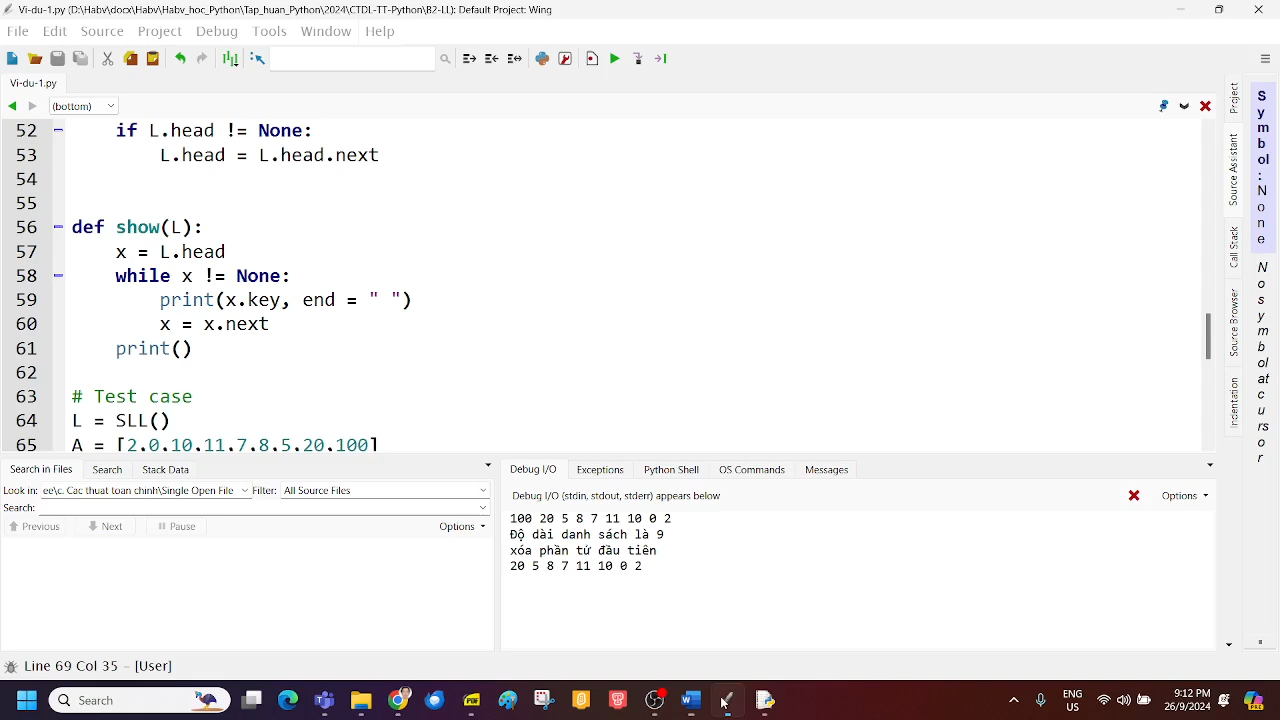 Vi-du-1.py (D:\Habv\docx\Habv\Habv_hoc_Python\Tap_huan_Python\2024\CTDL-TT-Python\B2-LL): Default Project: Wing
File Edit Source Project Debug Tools Window Help
Vi-du-1.py
(bottom)
52 if L.head != None:
53 L.head = L.head.next
54
55
56 def show(L):
57 x = L.head
58 while x != None:
59 print(x.key, end = " ")
60 x = x.next
61 print()
62
63 # Test case
64 L = SLL()
65 A = [2,0,10,11,7,8,5,20,100]
Project
Source Assistant
Call Stack
Source Browser
Indentation
Symbol: None
No symbol at cursor
Search in Files Search Stack Data
Look in: ee\c. Cac thuat toan chinh\Single Open File Filter: All Source Files
Search:
Previous Next Pause Options
Debug I/O Exceptions Python Shell OS Commands Messages
Debug I/O (stdin, stdout, stderr) appears below Options
100 20 5 8 7 11 10 0 2
Độ dài danh sách là 9
xóa phần tử đầu tiên
20 5 8 7 11 10 0 2
Line 69 Col 35 - [User]
Search
ENG
US
9:12 PM
26/9/2024